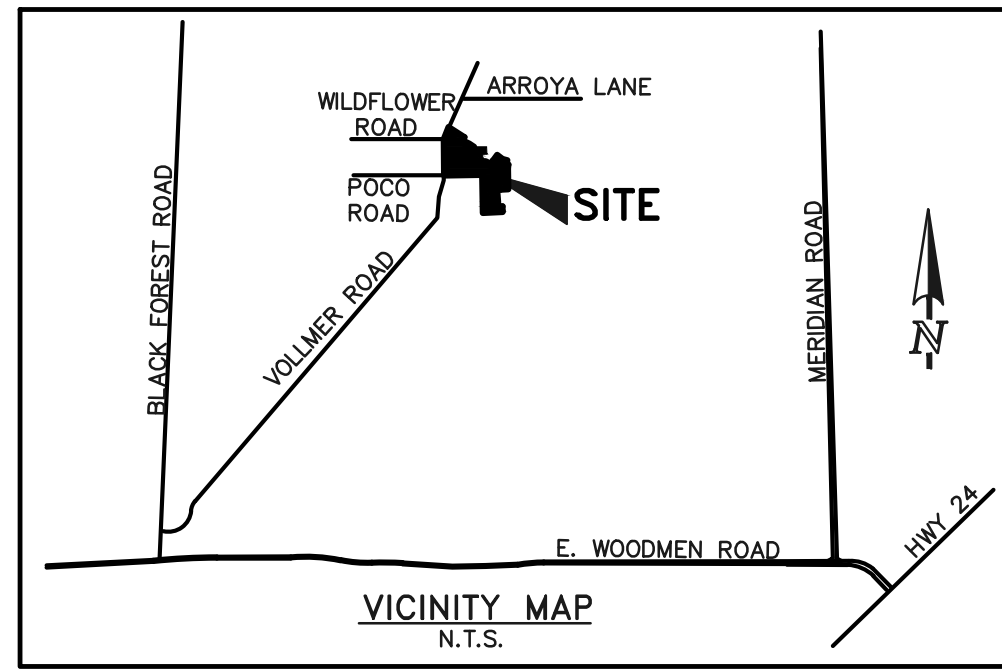 ARROYA LANE
WILDFLOWER
ROAD
POCO
ROAD
SITE
BLACK FOREST ROAD
VOLLMER ROAD
MERIDIAN ROAD
N
HWY 24
E. WOODMEN ROAD
VICINITY MAP
N.T.S.